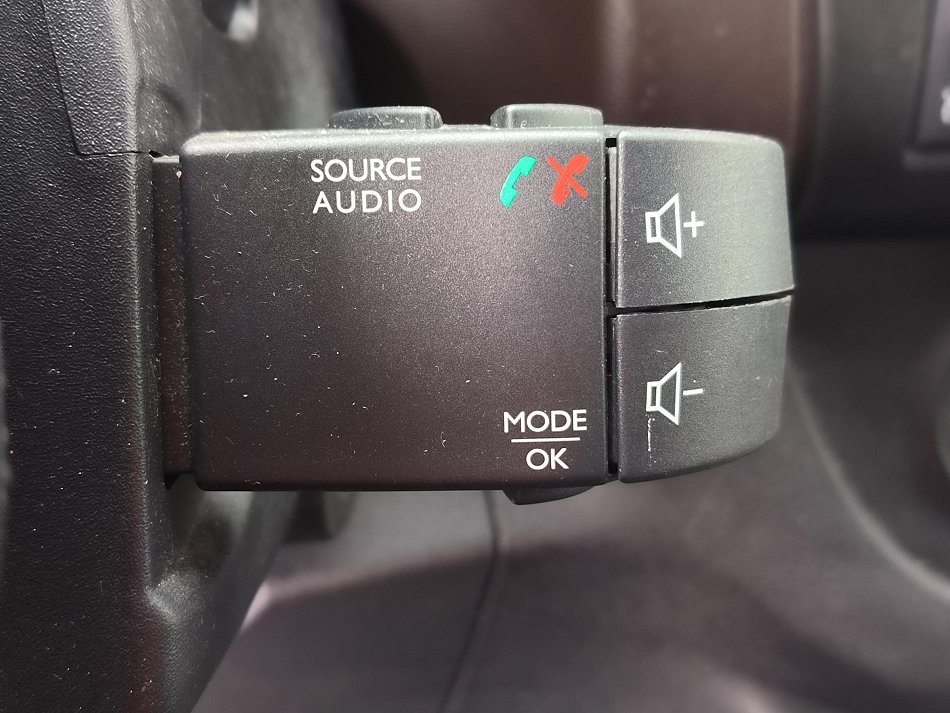 SOURCE
AUDIO
+
MODE
OK
-